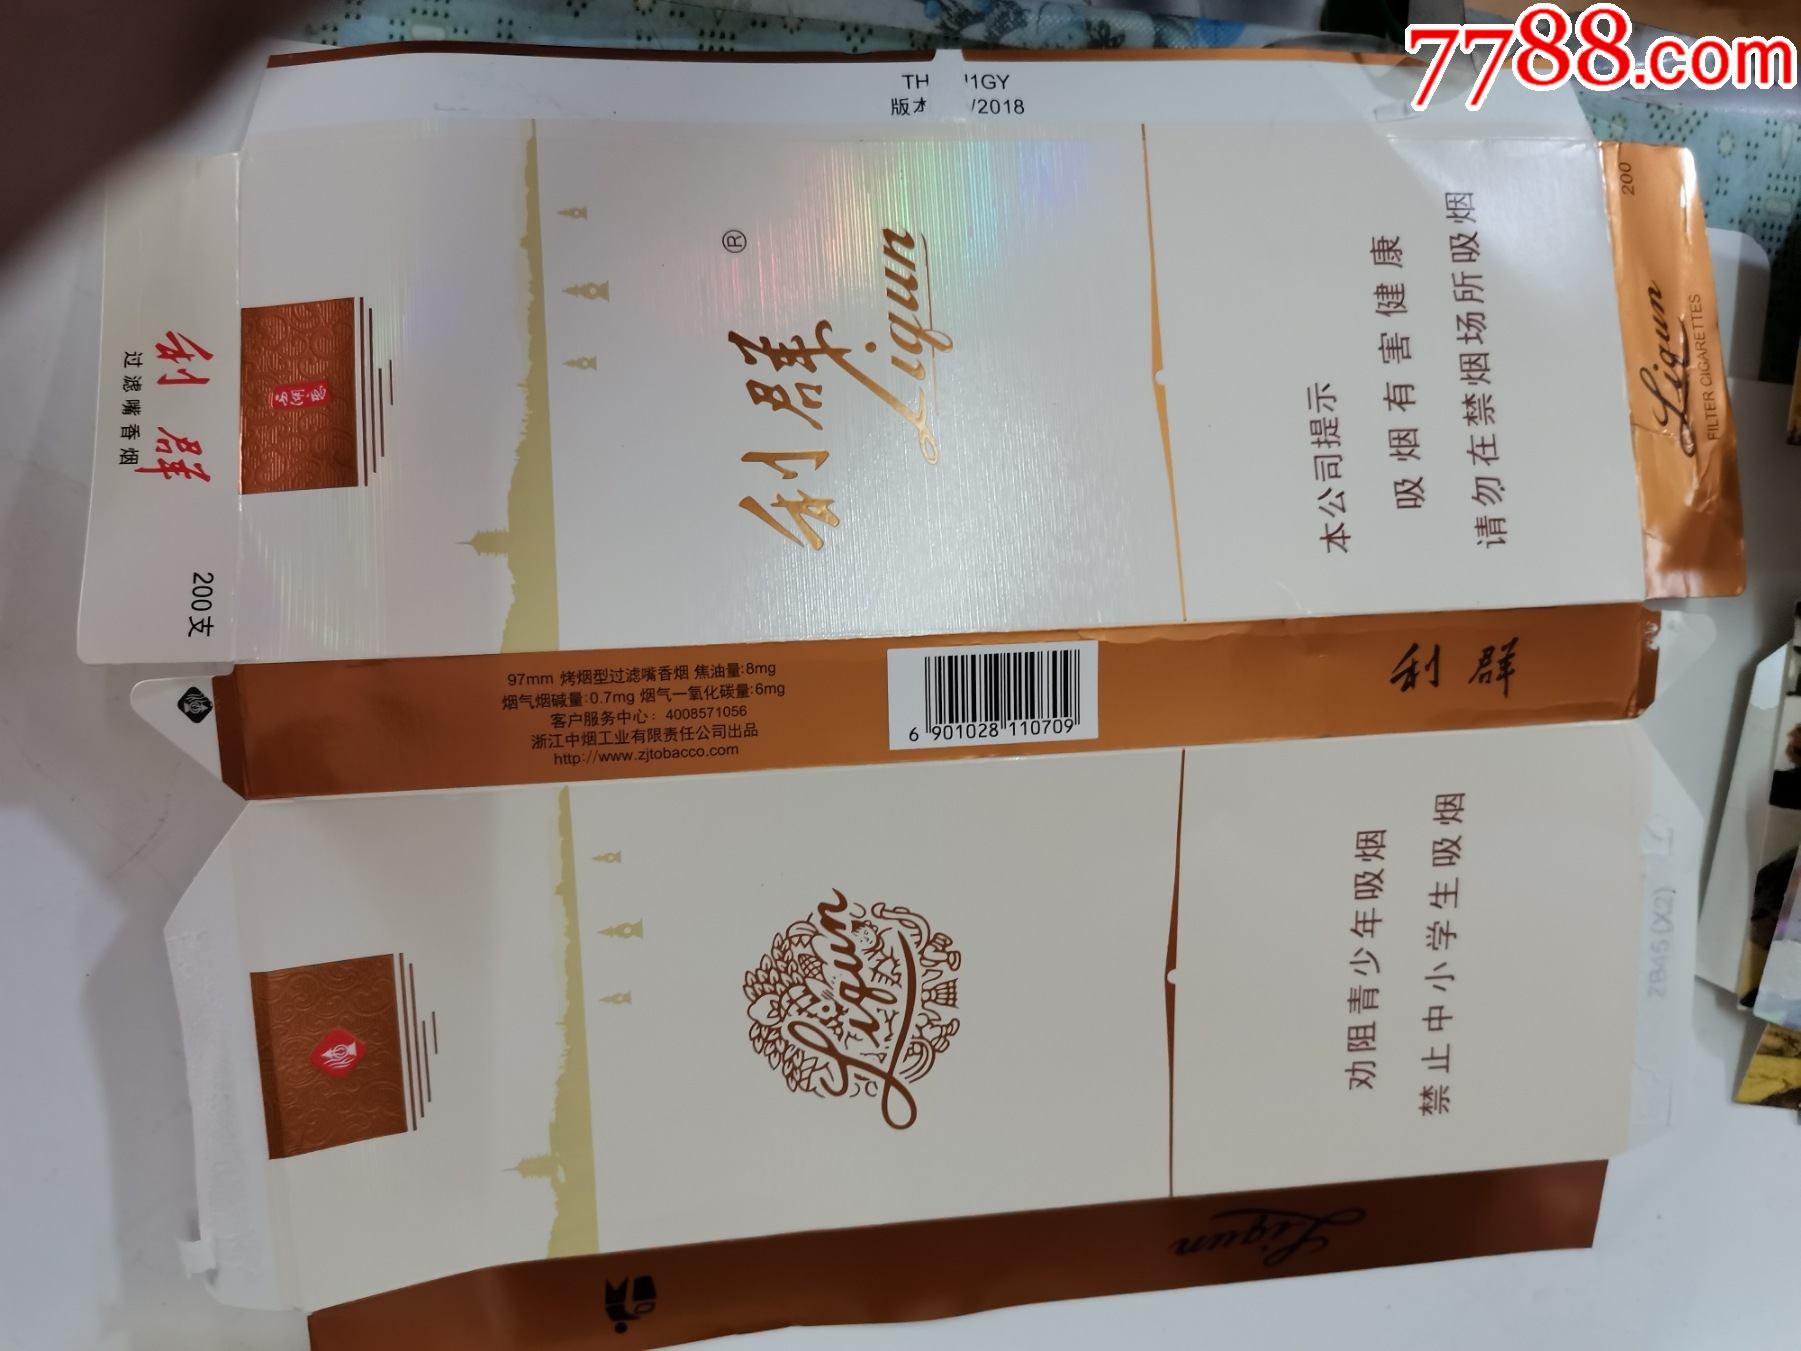 7788.com
TH
1GY
版本
/2018
利群
过滤嘴香烟
200支
®
利群
Liqun
本公司提示
吸烟有害健康
请勿在禁烟场所吸烟
200
Liqun
FILTER CIGARETTES
97mm 烤烟型过滤嘴香烟 焦油量:8mg
烟气烟碱量:0.7mg 烟气一氧化碳量:6mg
客户服务中心：4008571056
浙江中烟工业有限责任公司出品
http://www.zjtobacco.com
6 901028 110709
利群
Liqun
劝阻青少年吸烟
禁止中小学生吸烟
ZB45(X2)
Liqun